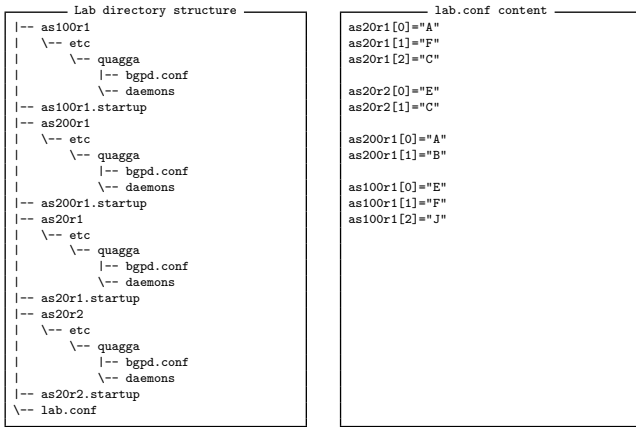 Lab directory structure
|-- as100r1
|   \-- etc
|       \-- quagga
|           |-- bgpd.conf
|           \-- daemons
|-- as100r1.startup
|-- as200r1
|   \-- etc
|       \-- quagga
|           |-- bgpd.conf
|           \-- daemons
|-- as200r1.startup
|-- as20r1
|   \-- etc
|       \-- quagga
|           |-- bgpd.conf
|           \-- daemons
|-- as20r1.startup
|-- as20r2
|   \-- etc
|       \-- quagga
|           |-- bgpd.conf
|           \-- daemons
|-- as20r2.startup
\-- lab.conf
lab.conf content
as20r1[0]="A"
as20r1[1]="F"
as20r1[2]="C"
as20r2[0]="E"
as20r2[1]="C"
as200r1[0]="A"
as200r1[1]="B"
as100r1[0]="E"
as100r1[1]="F"
as100r1[2]="J"